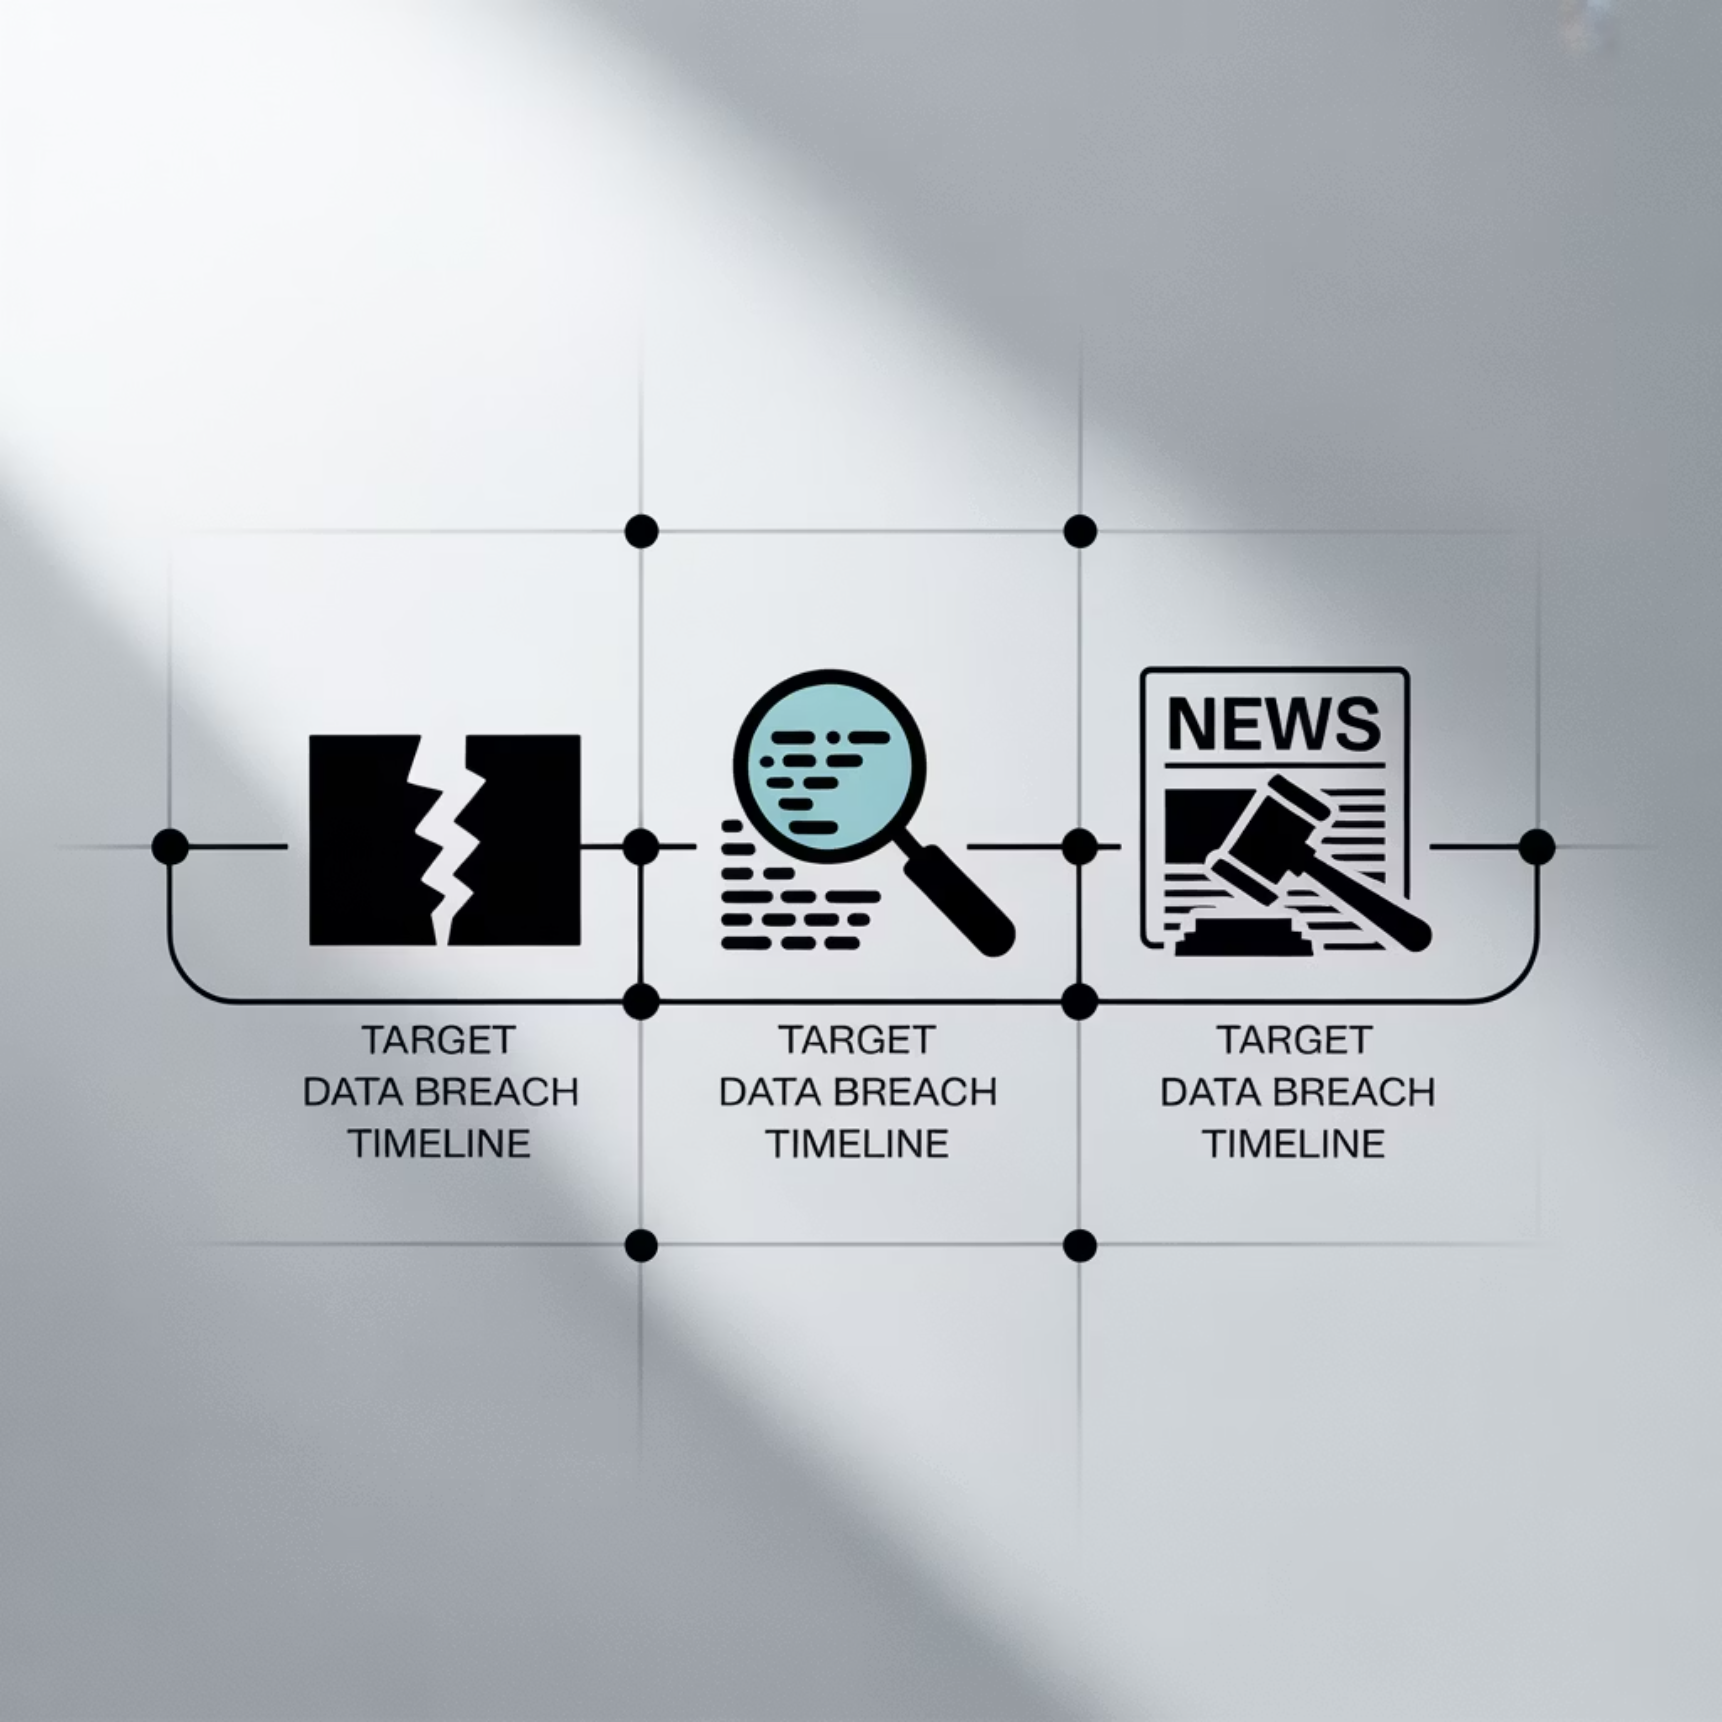 NEWS
TARGET
DATA BREACH
TIMELINE
TARGET
DATA BREACH
TIMELINE
TARGET
DATA BREACH
TIMELINE